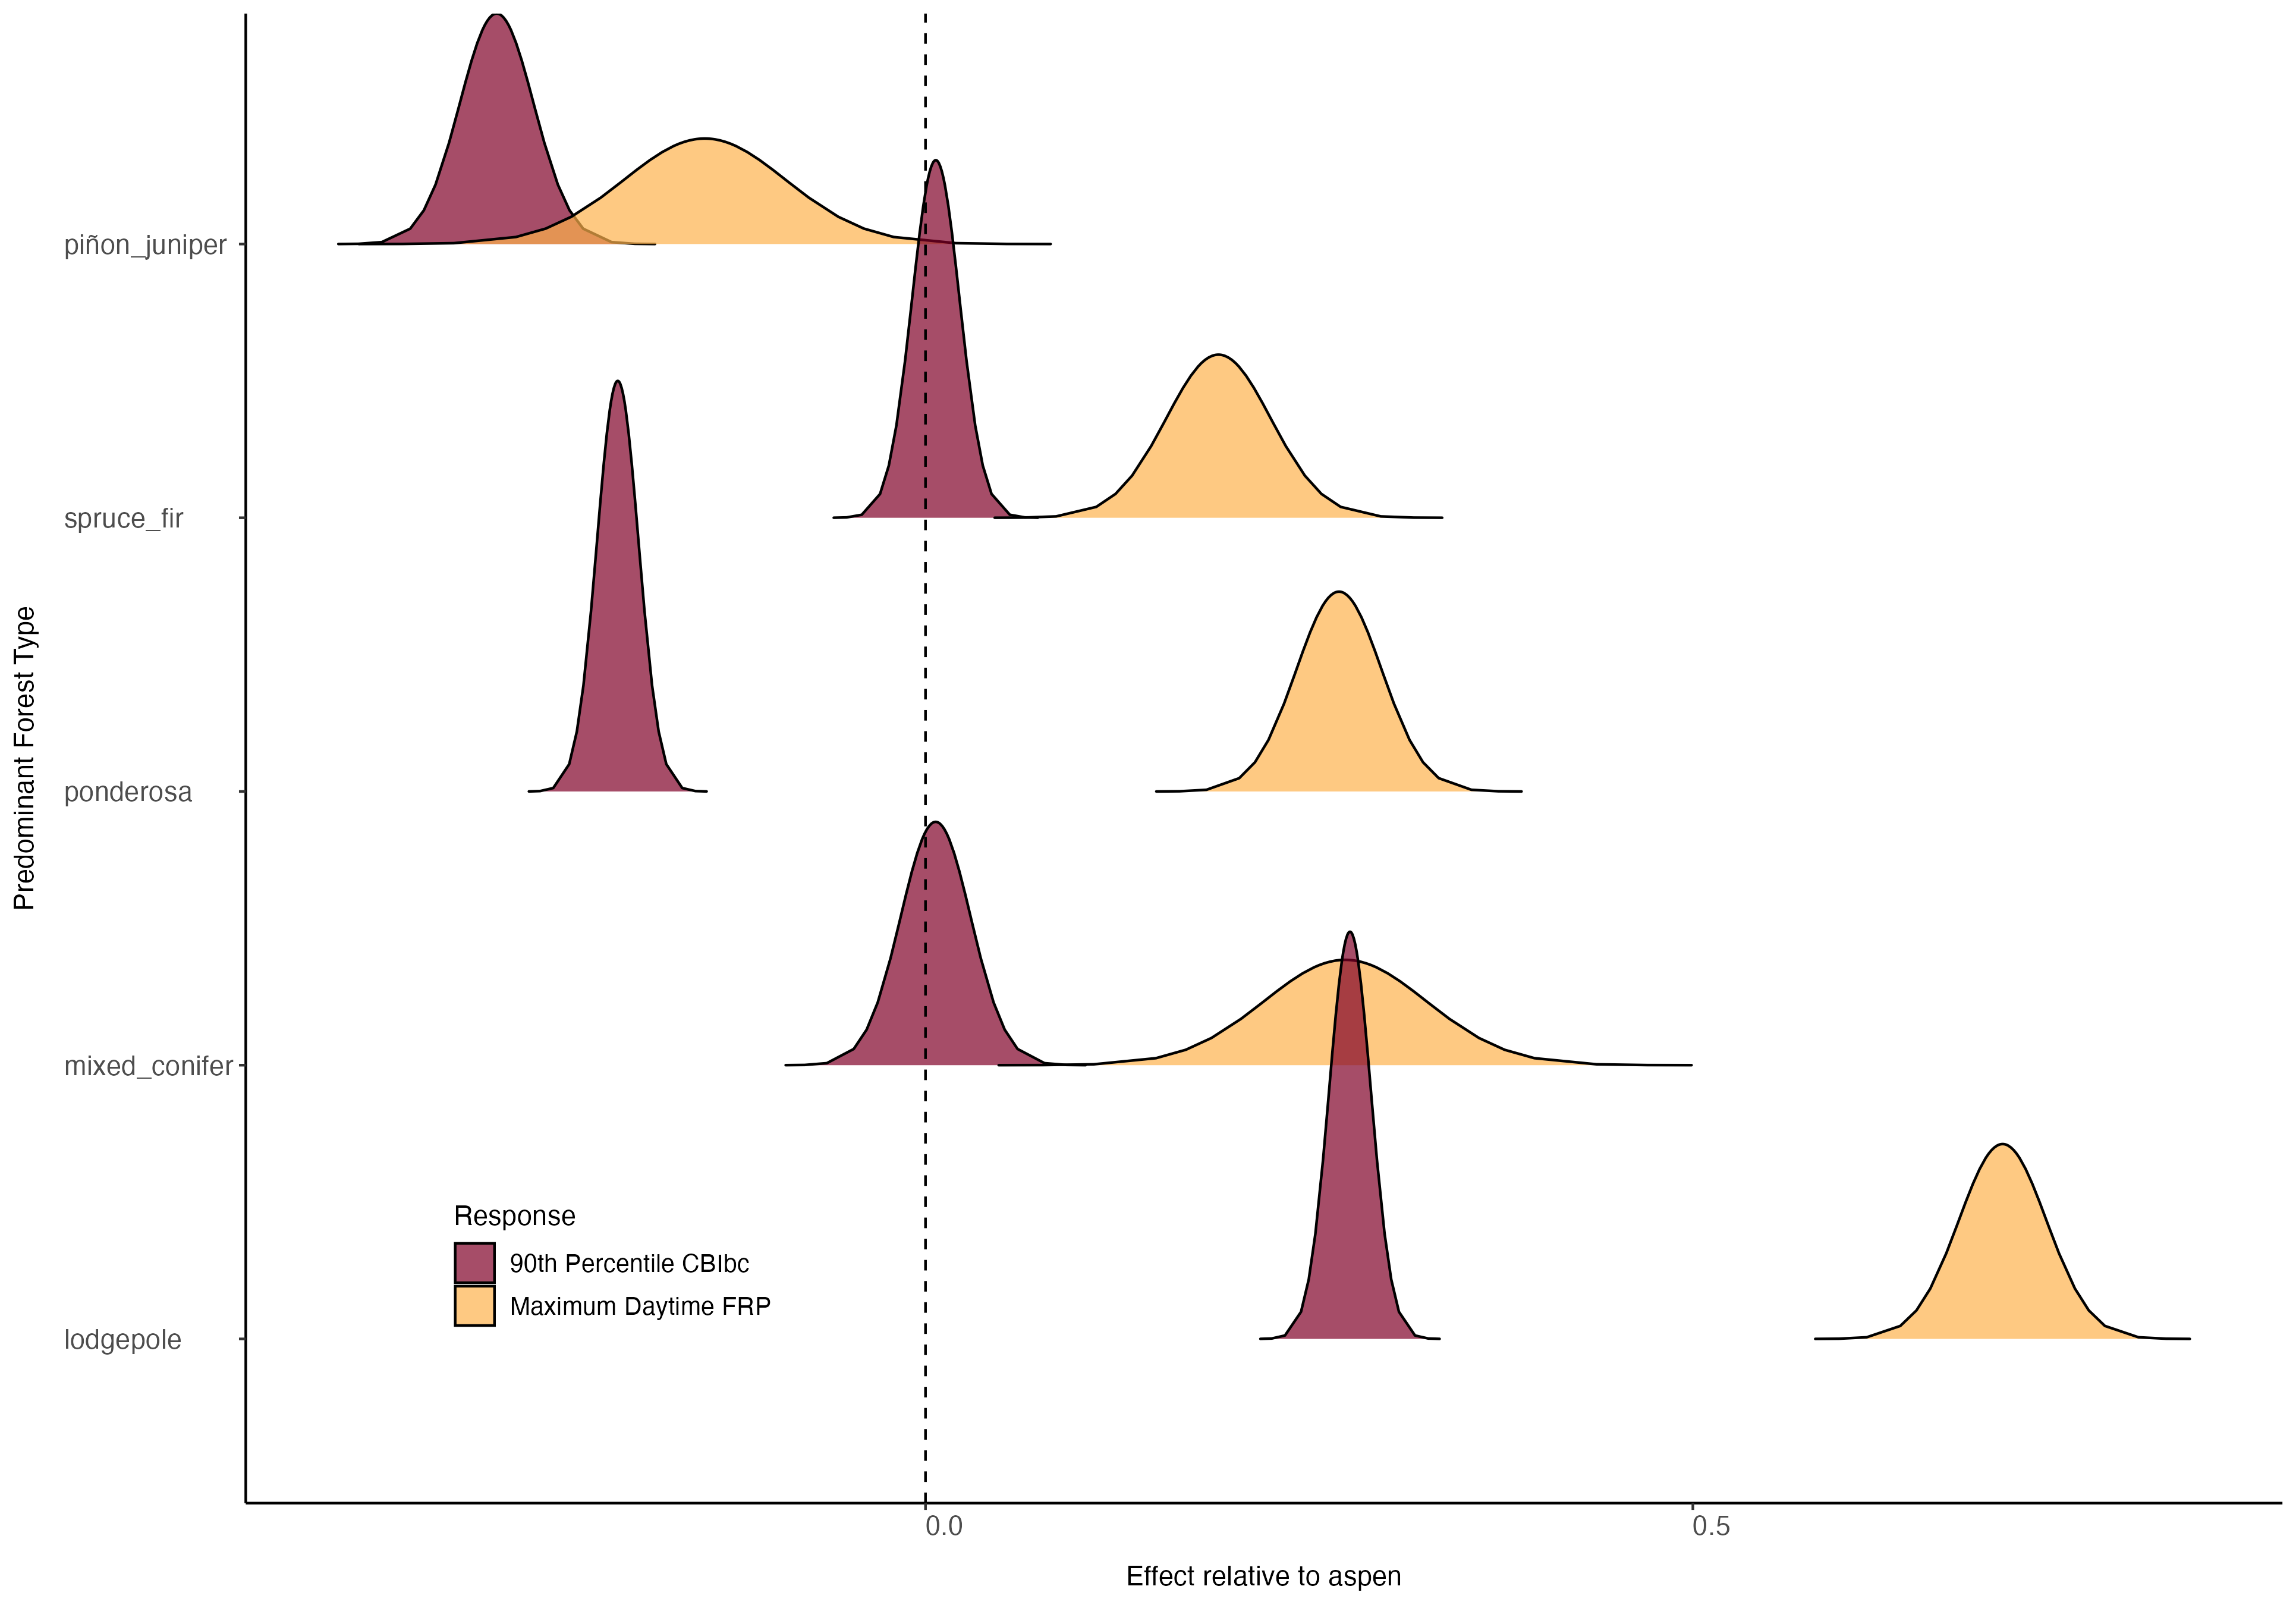 Predominant Forest Type
piñon_juniper
spruce_fir
ponderosa
mixed_conifer
lodgepole
Response
90th Percentile CBIbc
Maximum Daytime FRP
0.0
0.5
Effect relative to aspen